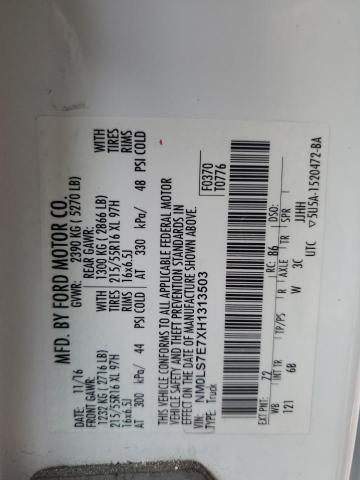 MFD. BY FORD MOTOR CO.
DATE: 11/16 GVWR: 2390 KG ( 5270 LB)
FRONT GAWR: REAR GAWR:
1232 KG ( 2716 LB) WITH 1300 KG ( 2866 LB) WITH
215/55R16 XL 97H TIRES 215/55R16 XL 97H TIRES
16x6.5J RIMS 16x6.5J RIMS
AT 300 kPa/ 44 PSI COLD AT 330 kPa/ 48 PSI COLD
THIS VEHICLE CONFORMS TO ALL APPLICABLE FEDERAL MOTOR
VEHICLE SAFETY AND THEFT PREVENTION STANDARDS IN
EFFECT ON THE DATE OF MANUFACTURE SHOWN ABOVE.
VIN: NM0LS7E7XH1313503 F0370
TYPE: Truck T0776
EXT PNT: Z2 RC: 86 DSO:
WB INT TR TP/PS R AXLE TR SPR JJHH
121 6B W 3C UTC
5U5A-1520472-BA